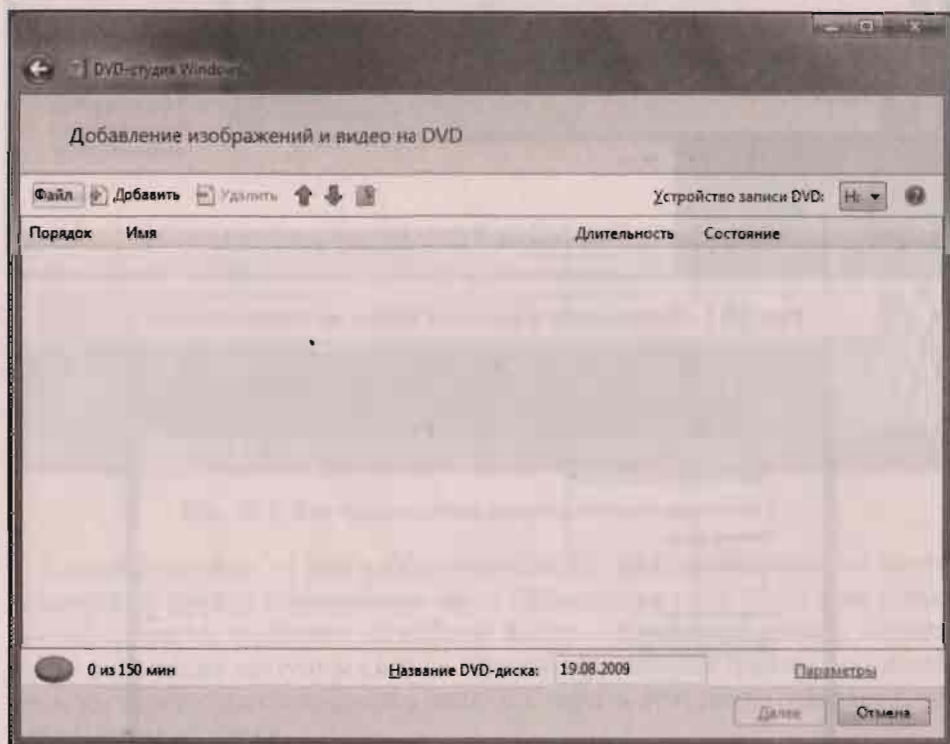 DVD-студия Windows
Добавление изображений и видео на DVD
Файл Добавить Удалить Устройство записи DVD: H:
Порядок Имя Длительность Состояние
0 из 150 мин Название DVD-диска: 19.08.2009 Параметры
Далее Отмена